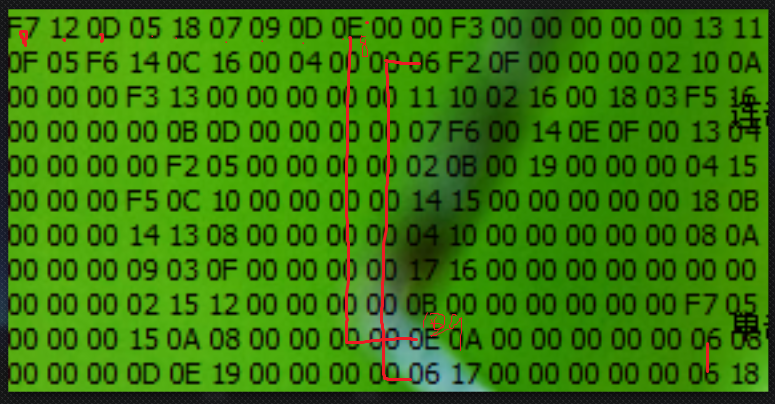 F7 12 0D 05 18 07 09 0D 0E 00 00 F3 00 00 00 00 00 13 11
0F 05 F6 14 0C 16 00 04 00 00 06 F2 0F 00 00 00 02 10 0A
00 00 00 F3 13 00 00 00 00 00 11 10 02 16 00 18 03 F5 16
00 00 00 0B 0D 00 00 00 00 00 07 F6 00 14 0E 0F 00 13 04
00 00 00 00 F2 05 00 00 00 00 02 0B 00 19 00 00 00 04 15
00 00 00 F5 0C 10 00 00 00 00 14 15 00 00 00 00 00 18 0B
00 00 00 14 13 08 00 00 00 00 04 10 00 00 00 00 00 08 0A
00 00 00 09 03 0F 00 00 00 00 17 16 00 00 00 00 00 00 00
00 00 00 02 15 12 00 00 00 00 0B 00 00 00 00 00 00 F7 05
00 00 00 15 0A 08 00 00 00 00 0E 0A 00 00 00 00 00 06 08
00 00 00 0D 0E 19 00 00 00 00 06 17 00 00 00 00 00 06 18